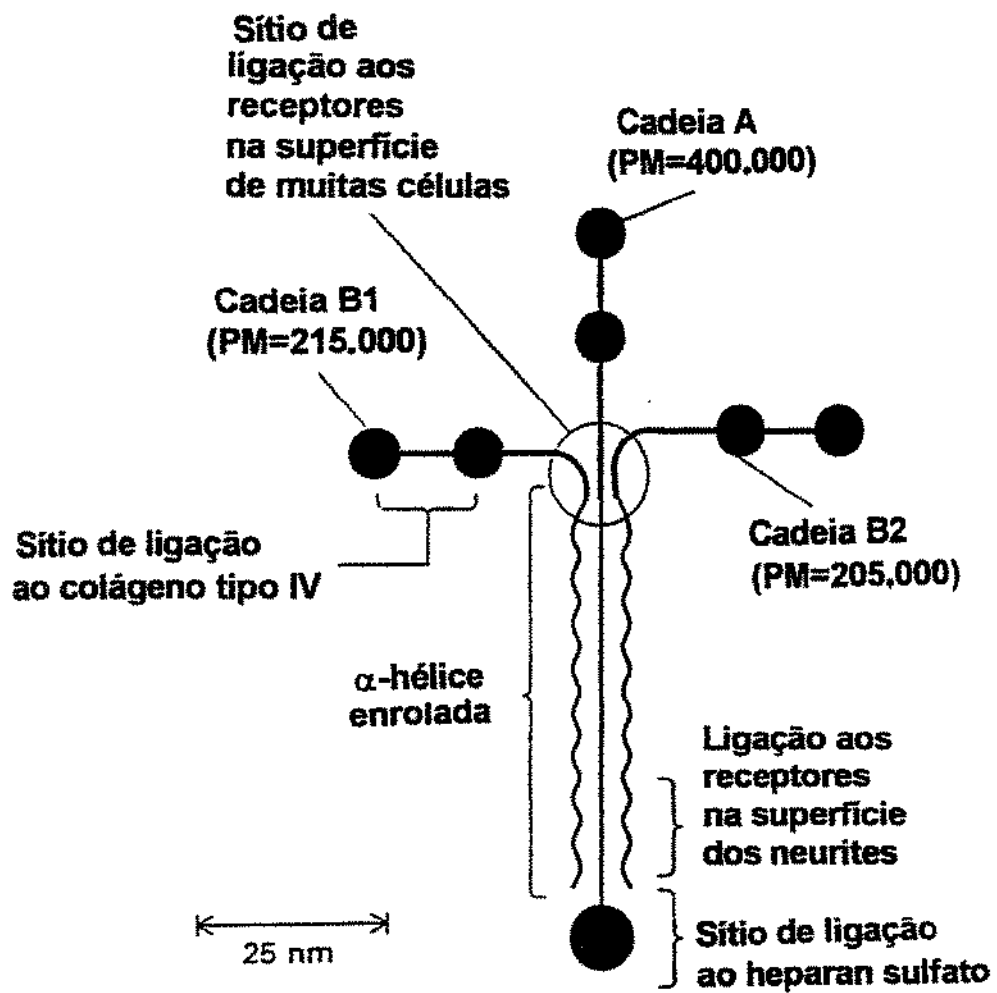 Sítio de
ligação aos
receptores
na superfície
de muitas células
Cadeia A
(PM=400.000)
Cadeia B1
(PM=215.000)
Sítio de ligação
ao colágeno tipo IV
Cadeia B2
(PM=205.000)
α-hélice
enrolada
Ligação aos
receptores
na superfície
dos neurites
Sítio de ligação
ao heparan sulfato
25 nm